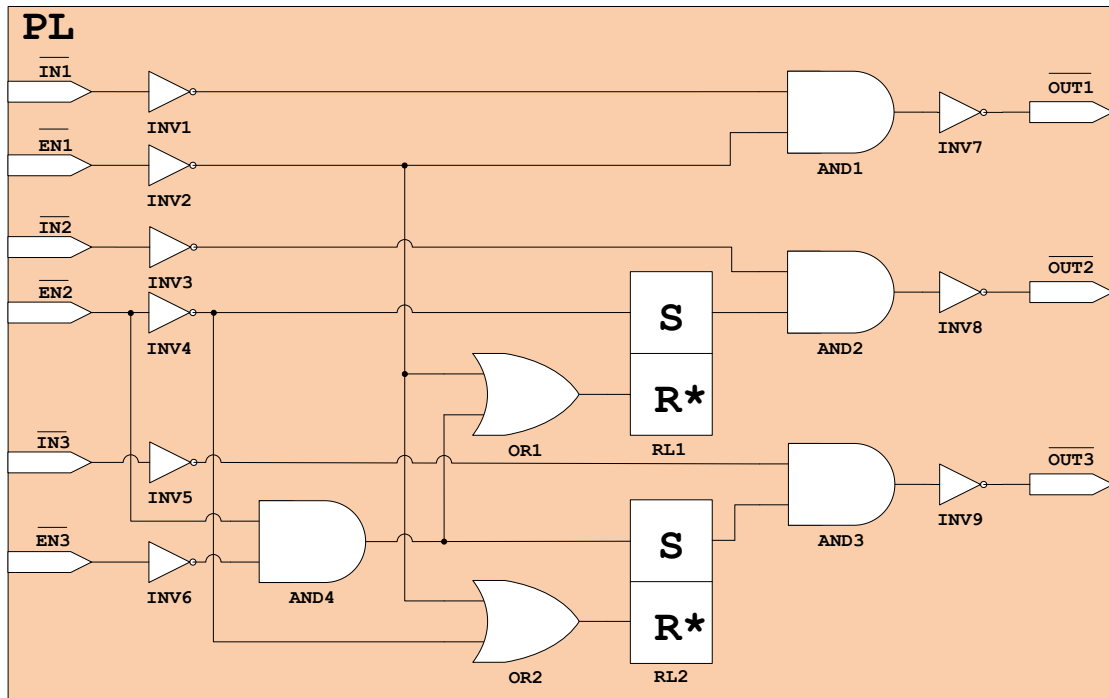 PL
IN1
INV1
EN1
INV2
AND1
INV7
OUT1
IN2
INV3
EN2
INV4
S
R*
RL1
OR1
AND2
INV8
OUT2
IN3
INV5
EN3
INV6
AND4
S
R*
RL2
OR2
AND3
INV9
OUT3